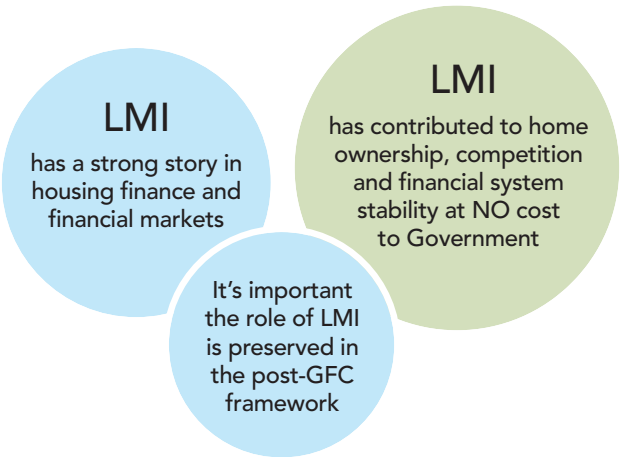 LMI
has a strong story in
housing finance and
financial markets
LMI
has contributed to home
ownership, competition
and financial system
stability at NO cost
to Government
It's important
the role of LMI
is preserved in
the post-GFC
framework